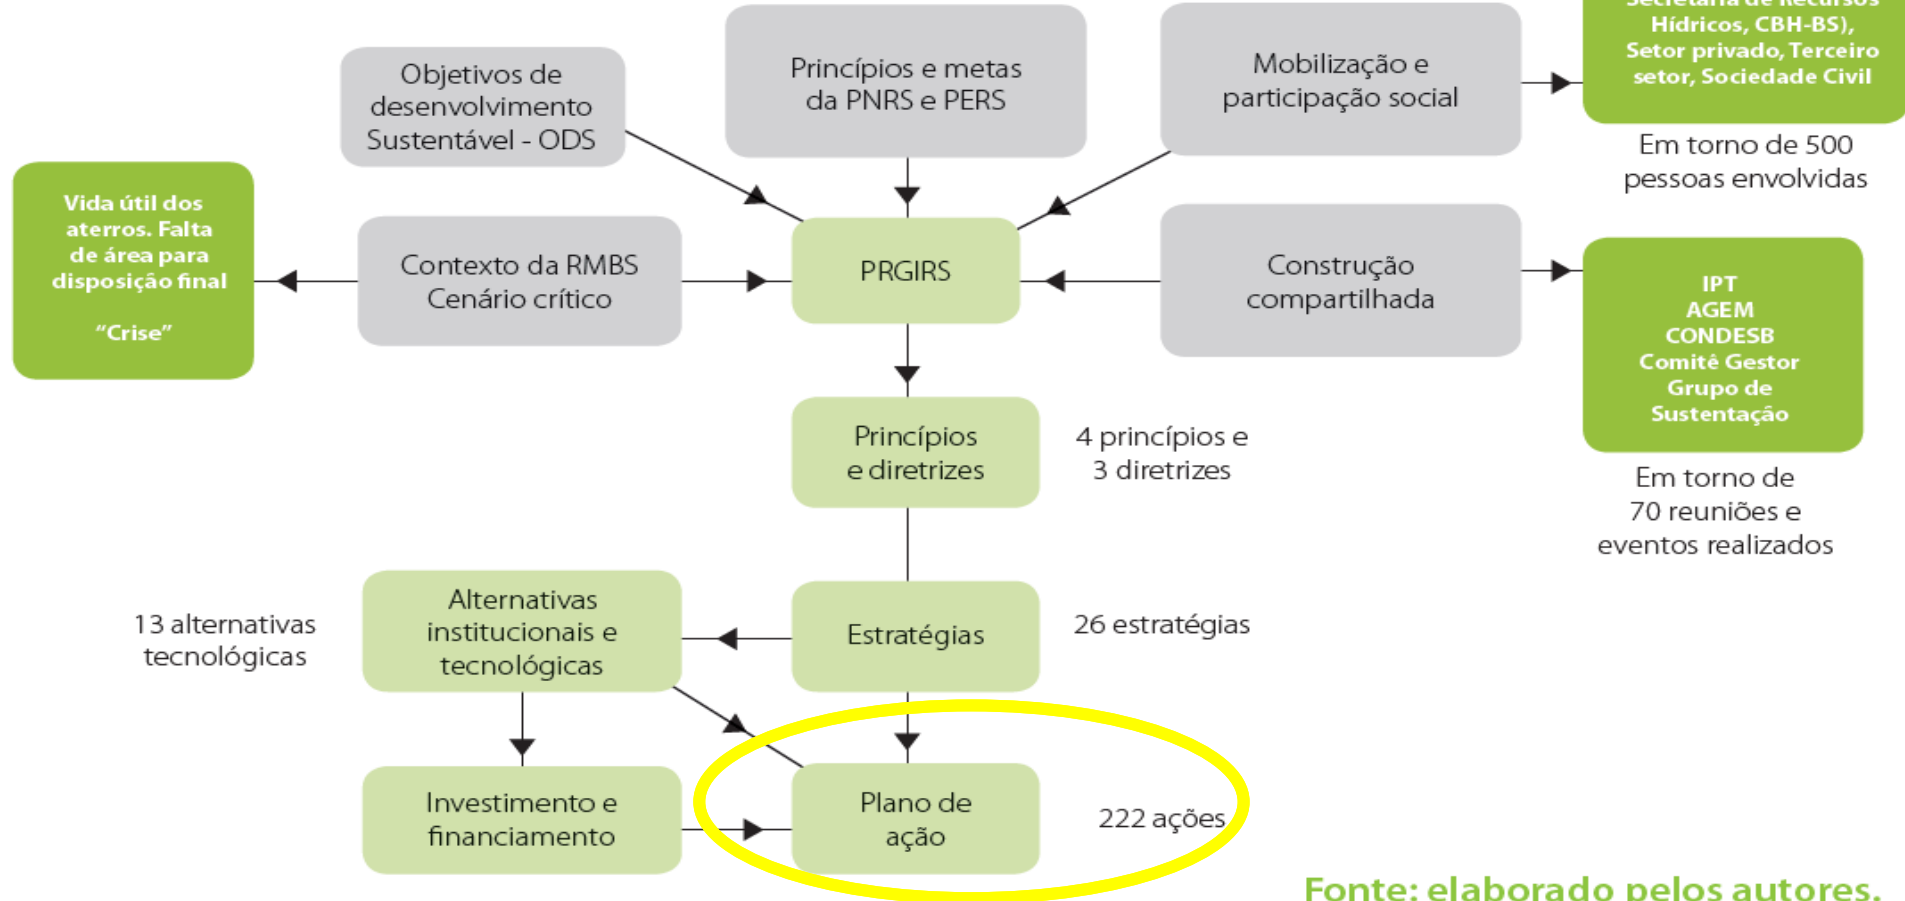 Secretaria de Recursos
Hídricos, CBH-BS),
Setor privado, Terceiro
setor, Sociedade Civil
Objetivos de
desenvolvimento
Sustentável - ODS
Princípios e metas
da PNRS e PERS
Mobilização e
participação social
Em torno de 500
pessoas envolvidas
Vida útil dos
aterros. Falta
de área para
disposição final
“Crise”
Contexto da RMBS
Cenário crítico
PRGIRS
Construção
compartilhada
IPT
AGEM
CONDESB
Comitê Gestor
Grupo de
Sustentação
Em torno de
70 reuniões e
eventos realizados
Princípios
e diretrizes
4 princípios e
3 diretrizes
13 alternativas
tecnológicas
Alternativas
institucionais e
tecnológicas
Estratégias
26 estratégias
Investimento e
financiamento
Plano de
ação
222 ações
Fonte: elaborado pelos autores.